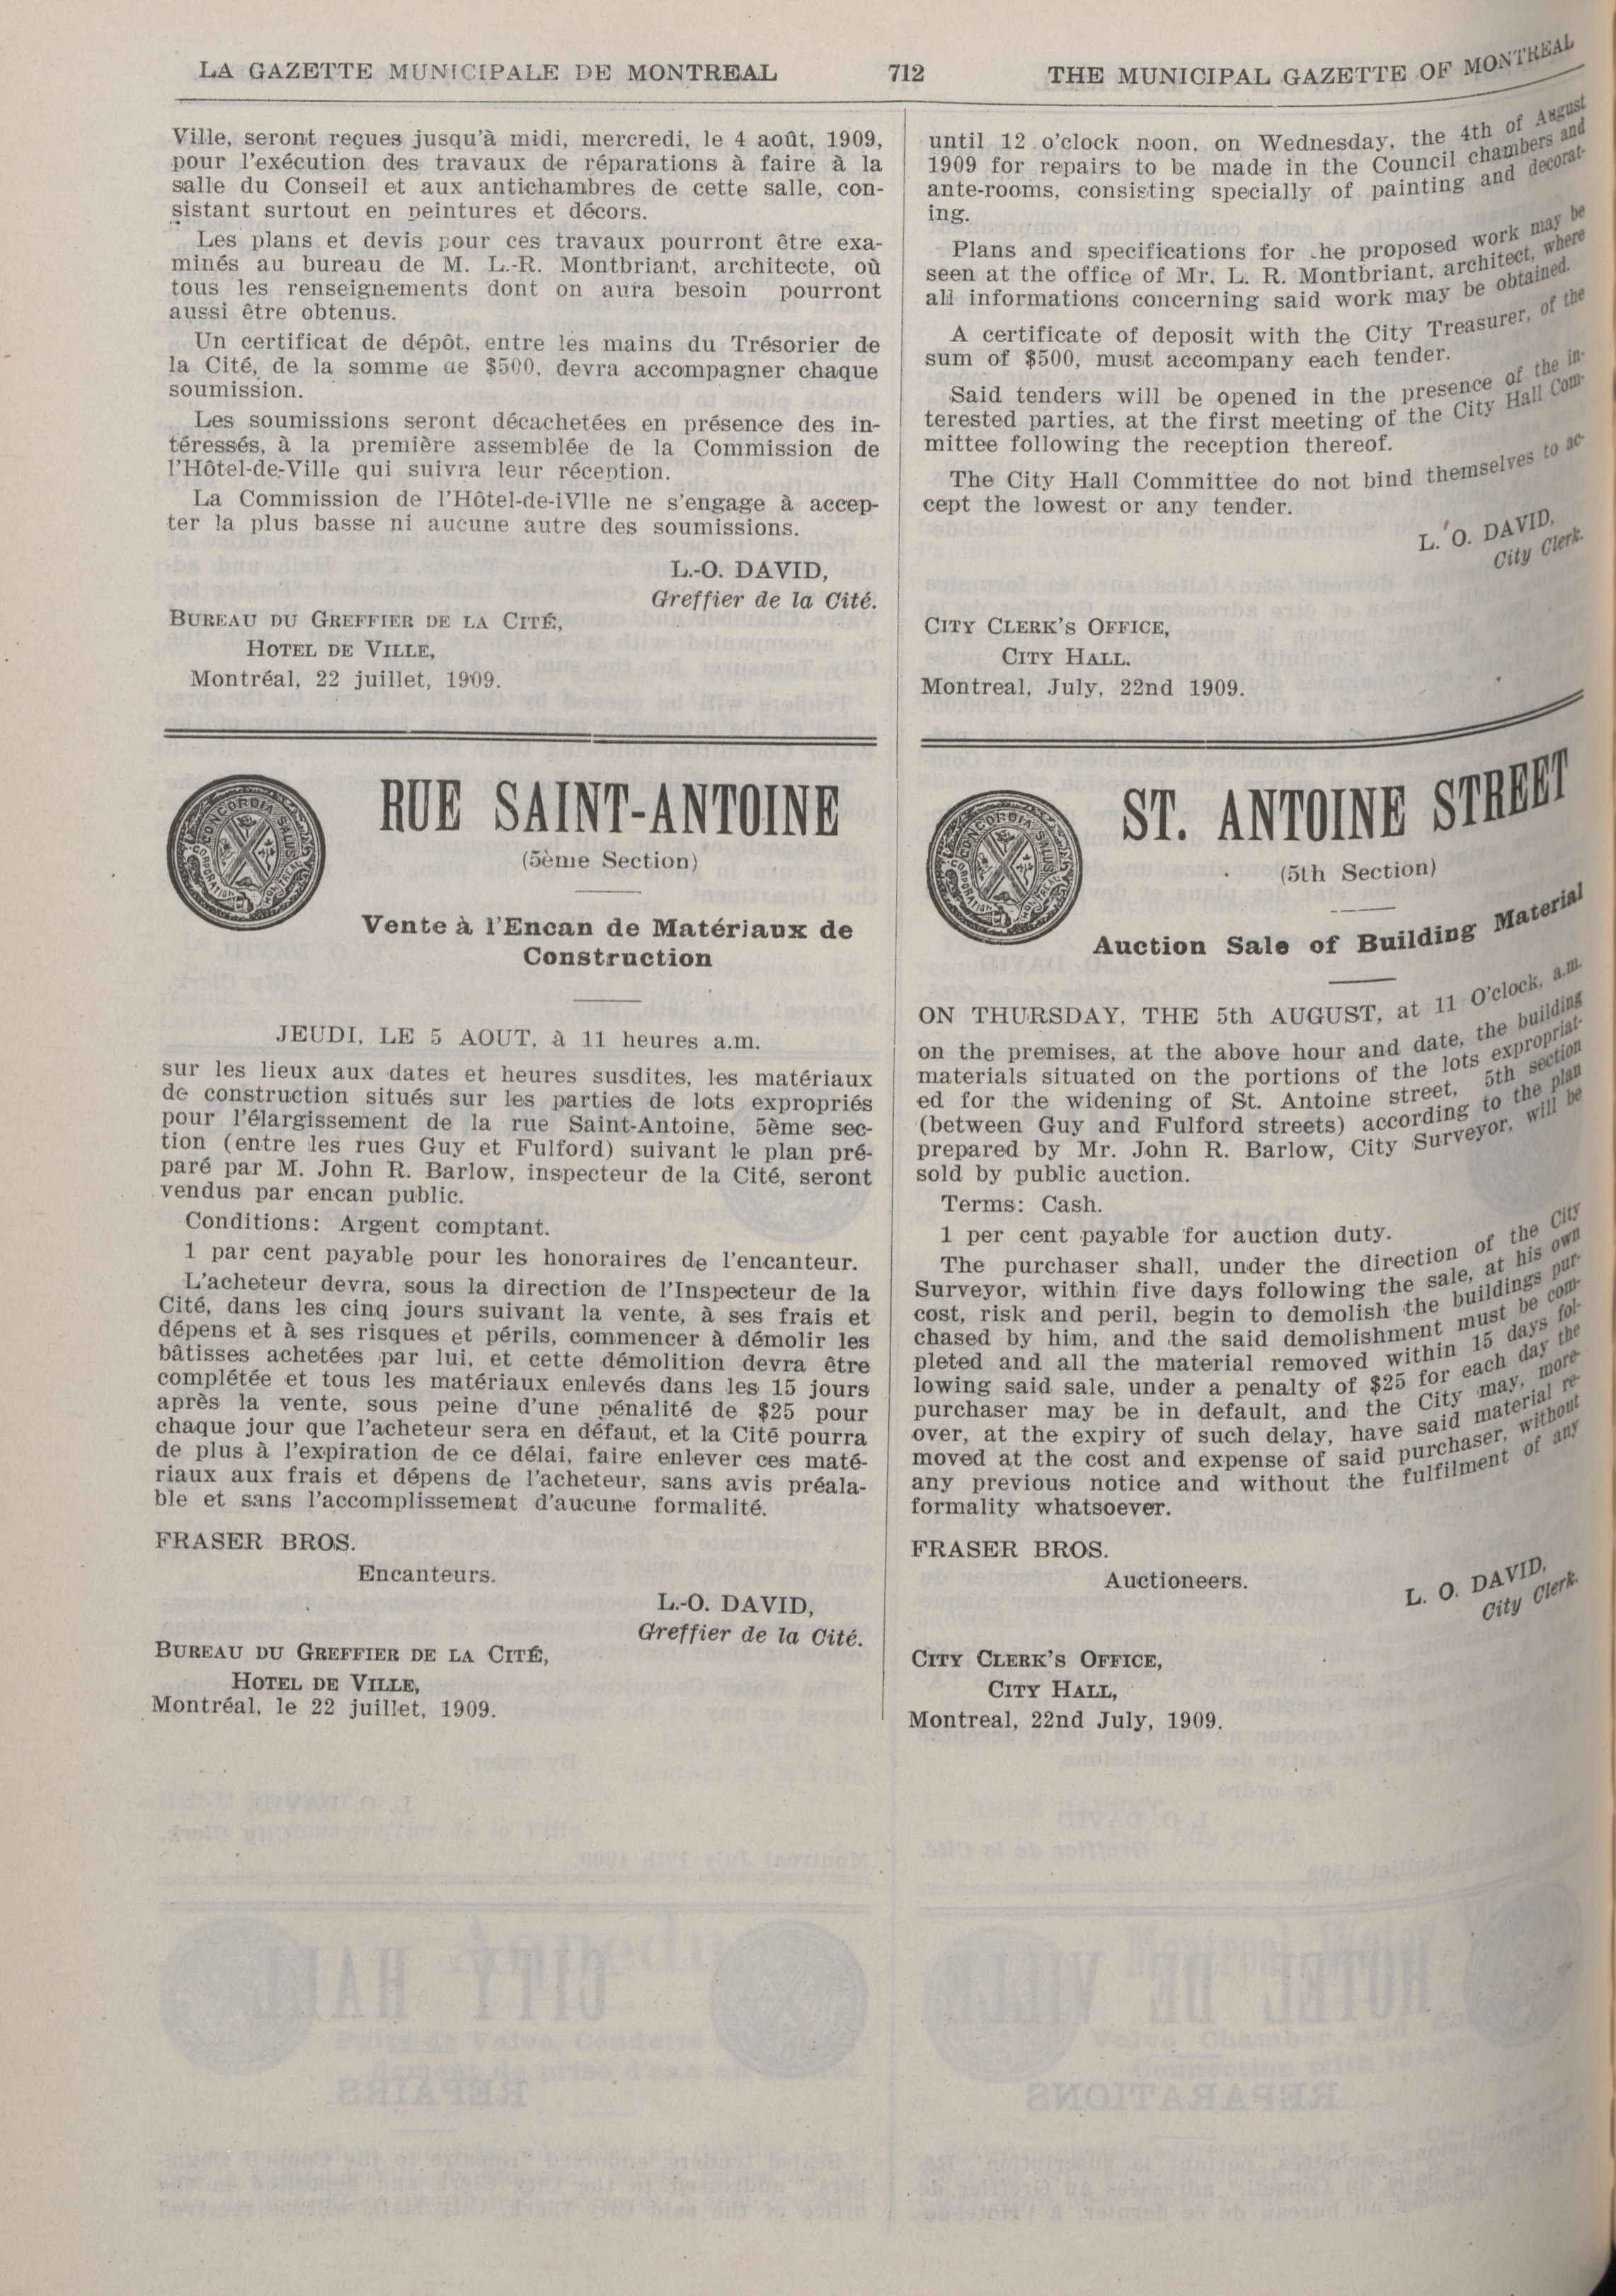 LA GAZETTE MUNICIPALE DE MONTREAL 712 THE MUNICIPAL GAZETTE OF MONTREAL
Ville, seront reçues jusqu'à midi, mercredi, le 4 août, 1909,
pour l'exécution des travaux de réparations à faire à la
salle du Conseil et aux antichambres de cette salle, con-
sistant surtout en peintures et décors.
Les plans et devis pour ces travaux pourront être exa-
minés au bureau de M. L.-R. Montbriant, architecte, où
tous les renseignements dont on aura besoin pourront
aussi être obtenus.
Un certificat de dépôt, entre les mains du Trésorier de
la Cité, de la somme de $500, devra accompagner chaque
soumission.
Les soumissions seront décachetées en présence des in-
téressés, à la première assemblée de la Commission de
l'Hôtel-de-Ville qui suivra leur réception.
La Commission de l'Hôtel-de-iVlle ne s'engage à accep-
ter la plus basse ni aucune autre des soumissions.
L.-O. DAVID,
Greffier de la Cité.
BUREAU DU GREFFIER DE LA CITÉ,
HOTEL DE VILLE,
Montréal, 22 juillet, 1909.
RUE SAINT-ANTOINE
(5ème Section)
Vente à l'Encan de Matériaux de
Construction
JEUDI, LE 5 AOUT, à 11 heures a.m.
sur les lieux aux dates et heures susdites, les matériaux
de construction situés sur les parties de lots expropriés
pour l'élargissement de la rue Saint-Antoine, 5ème sec-
tion (entre les rues Guy et Fulford) suivant le plan pré-
paré par M. John R. Barlow, inspecteur de la Cité, seront
vendus par encan public.
Conditions: Argent comptant.
1 par cent payable pour les honoraires de l'encanteur.
L'acheteur devra, sous la direction de l'Inspecteur de la
Cité, dans les cinq jours suivant la vente, à ses frais et
dépens et à ses risques et périls, commencer à démolir les
bâtisses achetées par lui, et cette démolition devra être
complétée et tous les matériaux enlevés dans les 15 jours
après la vente, sous peine d'une pénalité de $25 pour
chaque jour que l'acheteur sera en défaut, et la Cité pourra
de plus à l'expiration de ce délai, faire enlever ces maté-
riaux aux frais et dépens de l'acheteur, sans avis préala-
ble et sans l'accomplissement d'aucune formalité.
FRASER BROS.
Encanteurs.
L.-O. DAVID,
Greffier de la Cité.
BUREAU DU GREFFIER DE LA CITÉ,
HOTEL DE VILLE,
Montréal, le 22 juillet, 1909.
until 12 o'clock noon, on Wednesday, the 4th of August
1909 for repairs to be made in the Council chambers and
ante-rooms, consisting specially of painting and decorat-
ing.
Plans and specifications for he proposed work may be
seen at the office of Mr. L. R. Montbriant, architect, where
all informations concerning said work may be obtained.
A certificate of deposit with the City Treasurer, of the
sum of $500, must accompany each tender.
Said tenders will be opened in the presence of the in-
terested parties, at the first meeting of the City Hall Com-
mittee following the reception thereof.
The City Hall Committee do not bind themselves to ac-
cept the lowest or any tender.
L. O. DAVID,
City Clerk.
CITY CLERK'S OFFICE,
CITY HALL.
Montreal, July, 22nd 1909.
ST. ANTOINE STREET
(5th Section)
Auction Sale of Building Material
ON THURSDAY, THE 5th AUGUST, at 11 O'clock, a.m.
on the premises, at the above hour and date, the building
materials situated on the portions of the lots expropriat-
ed for the widening of St. Antoine street, 5th section
(between Guy and Fulford streets) according to the plan
prepared by Mr. John R. Barlow, City Surveyor, will be
sold by public auction.
Terms: Cash.
1 per cent payable for auction duty.
The purchaser shall, under the direction of the City
Surveyor, within five days following the sale, at his own
cost, risk and peril, begin to demolish the buildings pur-
chased by him, and the said demolishment must be com-
pleted and all the material removed within 15 days fol-
lowing said sale, under a penalty of $25 for each day the
purchaser may be in default, and the City may, more-
over, at the expiry of such delay, have said material re-
moved at the cost and expense of said purchaser, without
any previous notice and without the fulfilment of any
formality whatsoever.
FRASER BROS.
Auctioneers.
L. O. DAVID,
City Clerk.
CITY CLERK'S OFFICE,
CITY HALL,
Montreal, 22nd July, 1909.